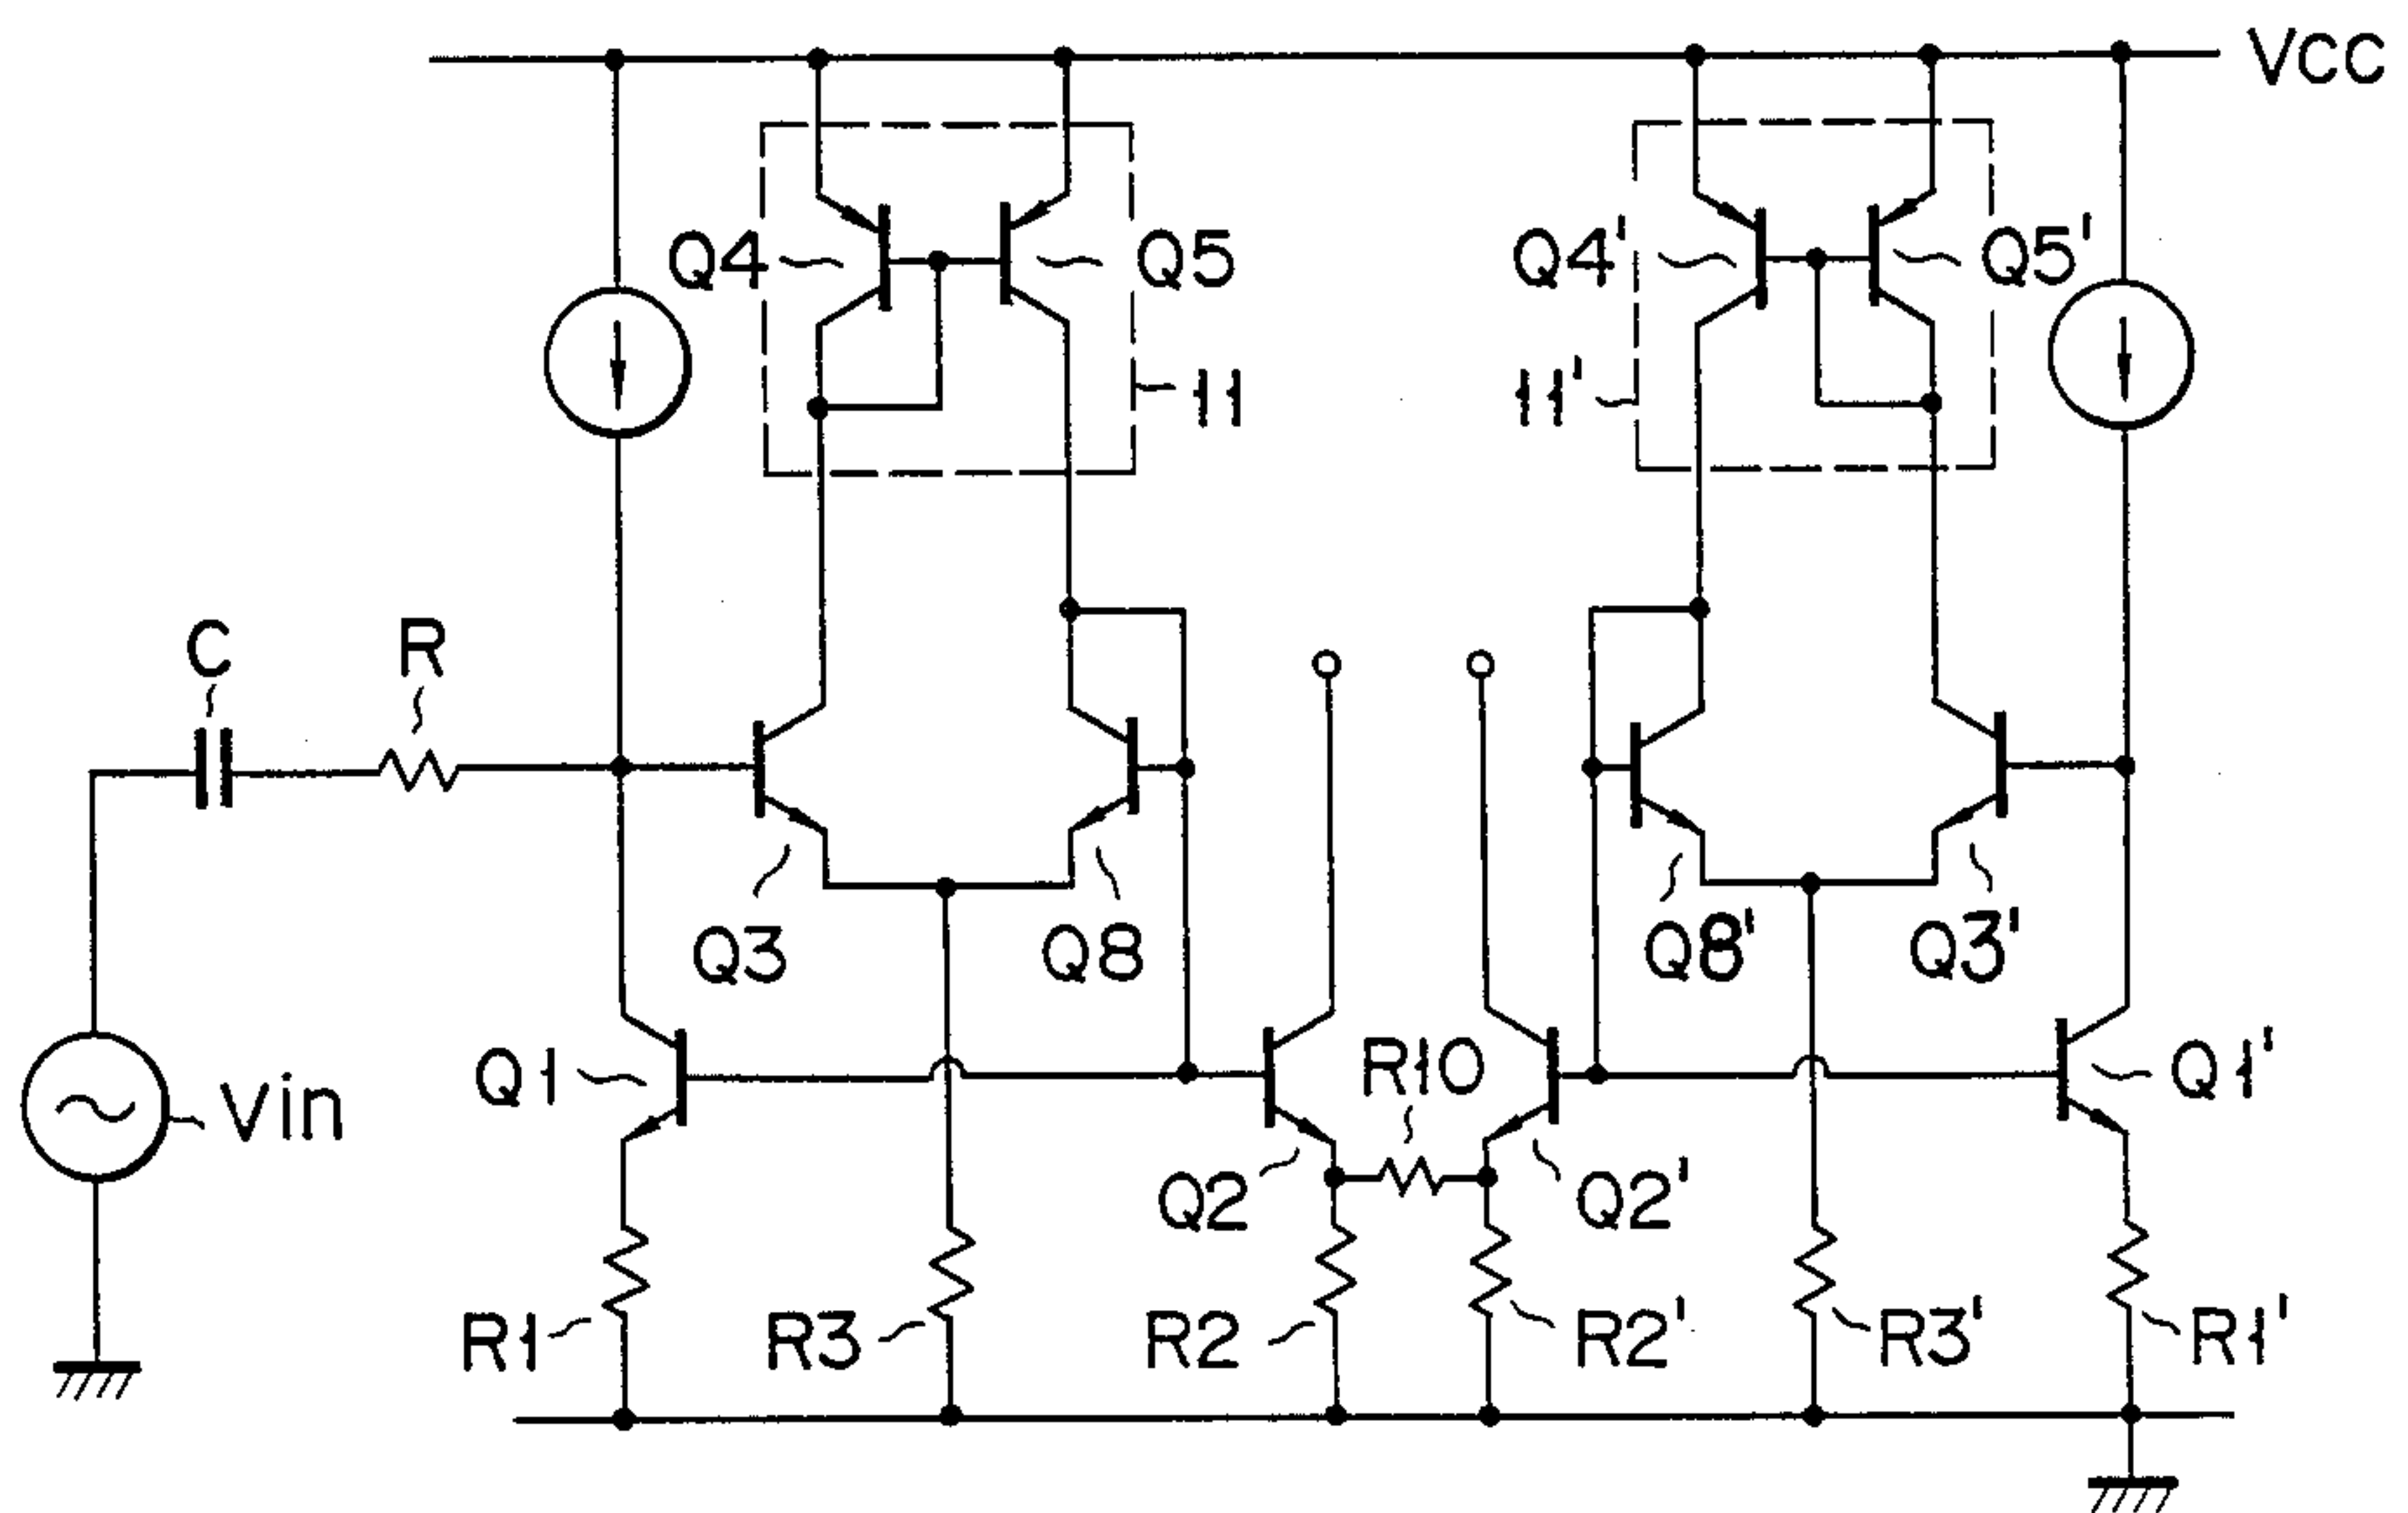 VCC
Q4
Q5
Q4'
Q5'
11
11'
C
R
Q3
Q8
Q8'
Q3'
Q1
R10
Q1'
Vin
Q2
Q2'
R1
R3
R2
R2'
R3'
R1'